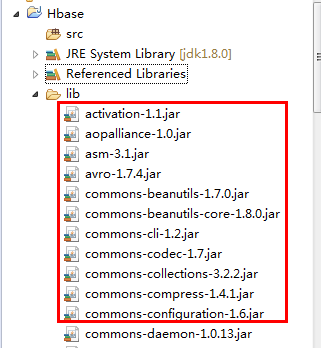 Hbase
src
JRE System Library [jdk1.8.0]
Referenced Libraries
lib
activation-1.1.jar
aopalliance-1.0.jar
asm-3.1.jar
avro-1.7.4.jar
commons-beanutils-1.7.0.jar
commons-beanutils-core-1.8.0.jar
commons-cli-1.2.jar
commons-codec-1.7.jar
commons-collections-3.2.2.jar
commons-compress-1.4.1.jar
commons-configuration-1.6.jar
commons-daemon-1.0.13.jar